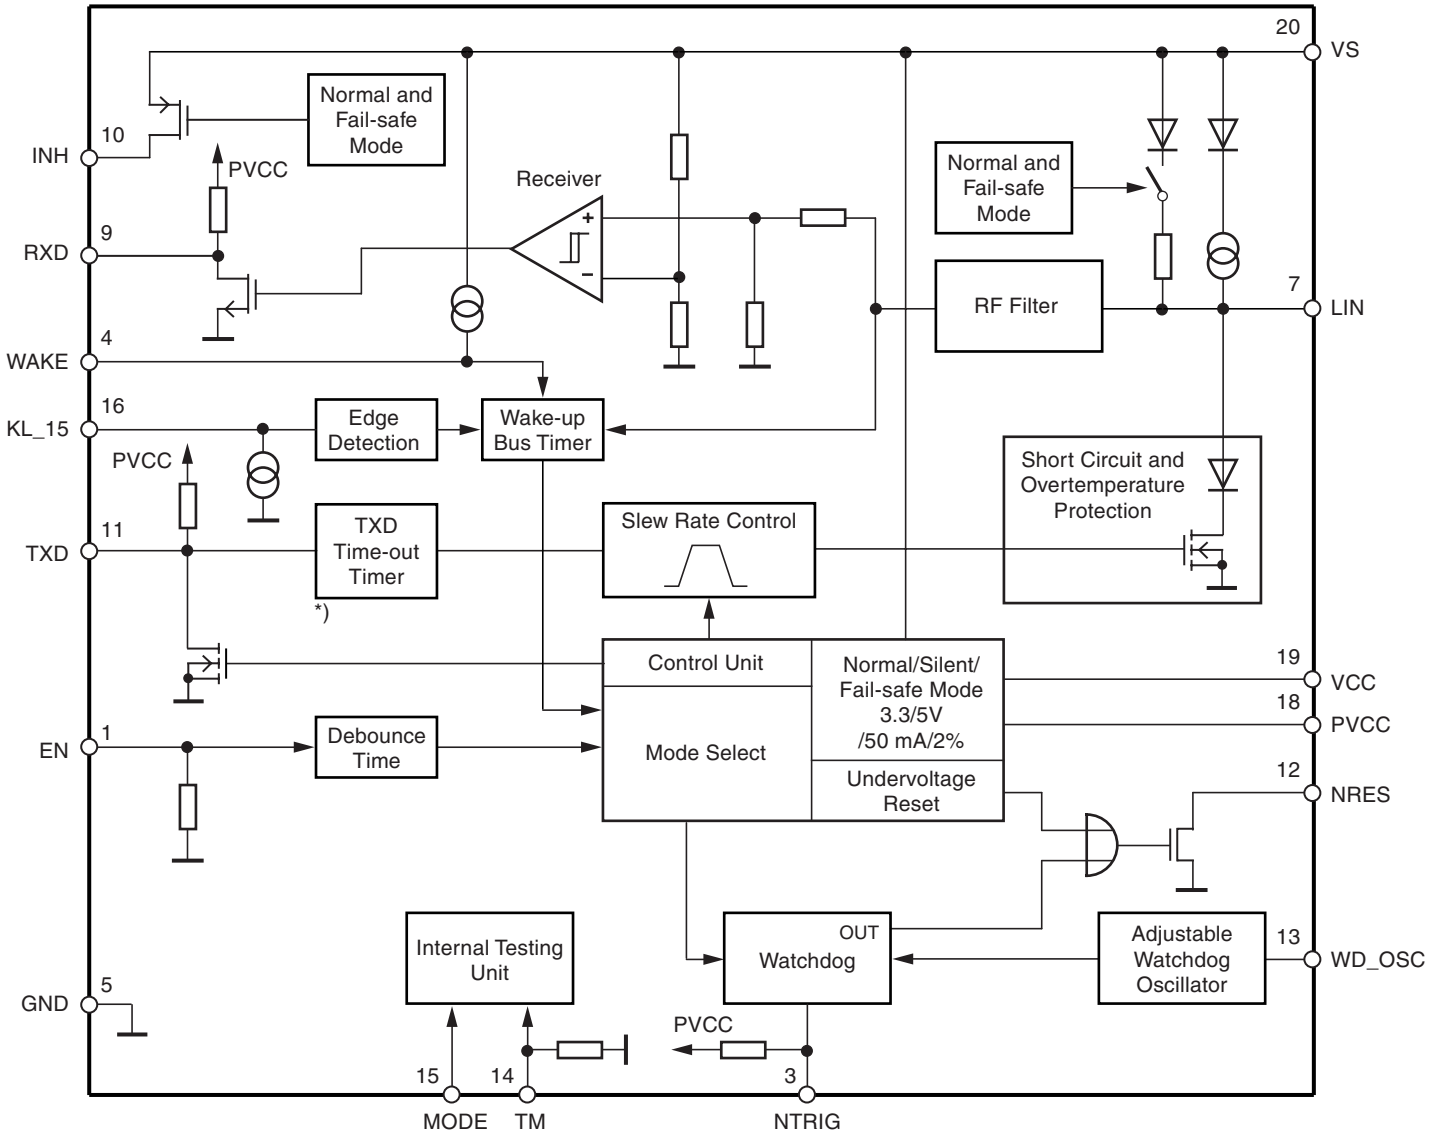 20
VS
Normal and
Fail-safe
Mode
10
INH
PVCC
Receiver
Normal and
Fail-safe
Mode
9
RXD
+
−
RF Filter
7
LIN
4
WAKE
16
KL_15
Edge
Detection
Wake-up
Bus Timer
PVCC
Short Circuit and
Overtemperature
Protection
11
TXD
TXD
Time-out
Timer
*)
Slew Rate Control
Control Unit
Normal/Silent/
Fail-safe Mode
3.3/5V
/50 mA/2%
19
VCC
18
PVCC
1
EN
Debounce
Time
Mode Select
Undervoltage
Reset
12
NRES
Internal Testing
Unit
OUT
Watchdog
Adjustable
Watchdog
Oscillator
13
WD_OSC
5
GND
PVCC
15
14
3
MODE
TM
NTRIG